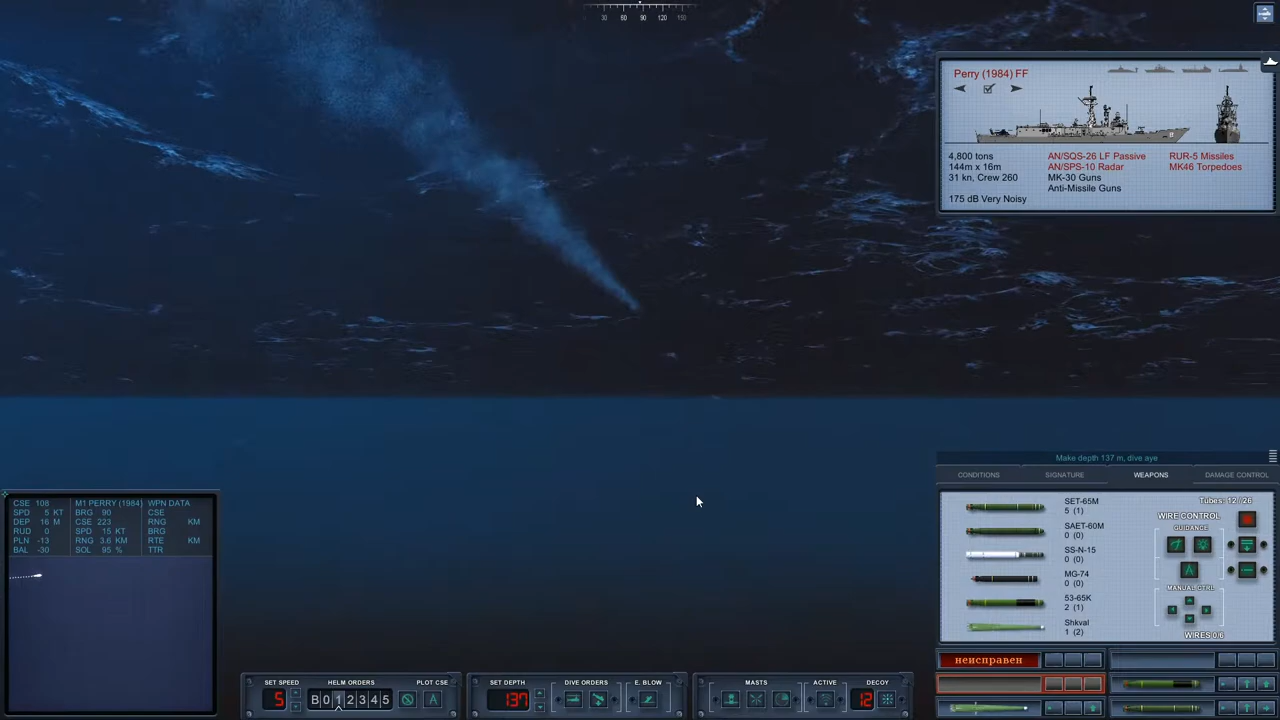 30 60 90 120 150
Perry (1984) FF
4,800 tons
144m x 16m
31 kn, Crew 260
175 dB Very Noisy
AN/SQS-26 LF Passive
AN/SPS-10 Radar
MK-30 Guns
Anti-Missile Guns
RUR-5 Missiles
MK46 Torpedoes
Make depth 137 m, dive aye
CONDITIONS
SIGNATURE
WEAPONS
DAMAGE CONTROL
SET-65M
5 (1)
SAET-60M
0 (0)
SS-N-15
0 (0)
MG-74
0 (0)
53-65K
2 (1)
Shkval
1 (2)
Tubes: 12 / 26
WIRE CONTROL
GUIDANCE
A
MANUAL CTRL
WIRES 0/6
неисправен
CSE 108
SPD 5 KT
DEP 16 M
RUD 0
PLN -13
BAL -30
M1 PERRY (1984)
BRG 90
CSE 223
SPD 15 KT
RNG 3.6 KM
SOL 95 %
WPN DATA
CSE
RNG KM
BRG
RTE KM
TTR
SET SPEED
5
HELM ORDERS
B 0 1 2 3 4 5
PLOT CSE
A
SET DEPTH
137
DIVE ORDERS
E. BLOW
MASTS
ACTIVE
DECOY
12